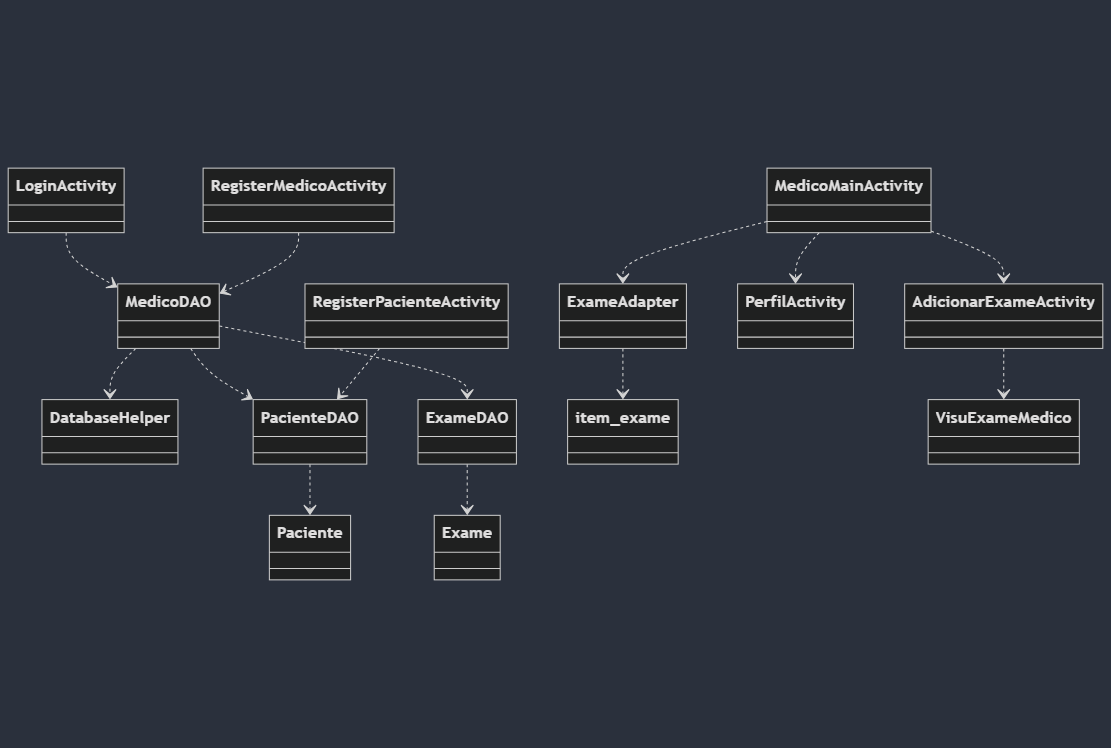 LoginActivity
RegisterMedicoActivity
MedicoMainActivity
MedicoDAO
RegisterPacienteActivity
ExameAdapter
PerfilActivity
AdicionarExameActivity
DatabaseHelper
PacienteDAO
ExameDAO
item_exame
VisuExameMedico
Paciente
Exame